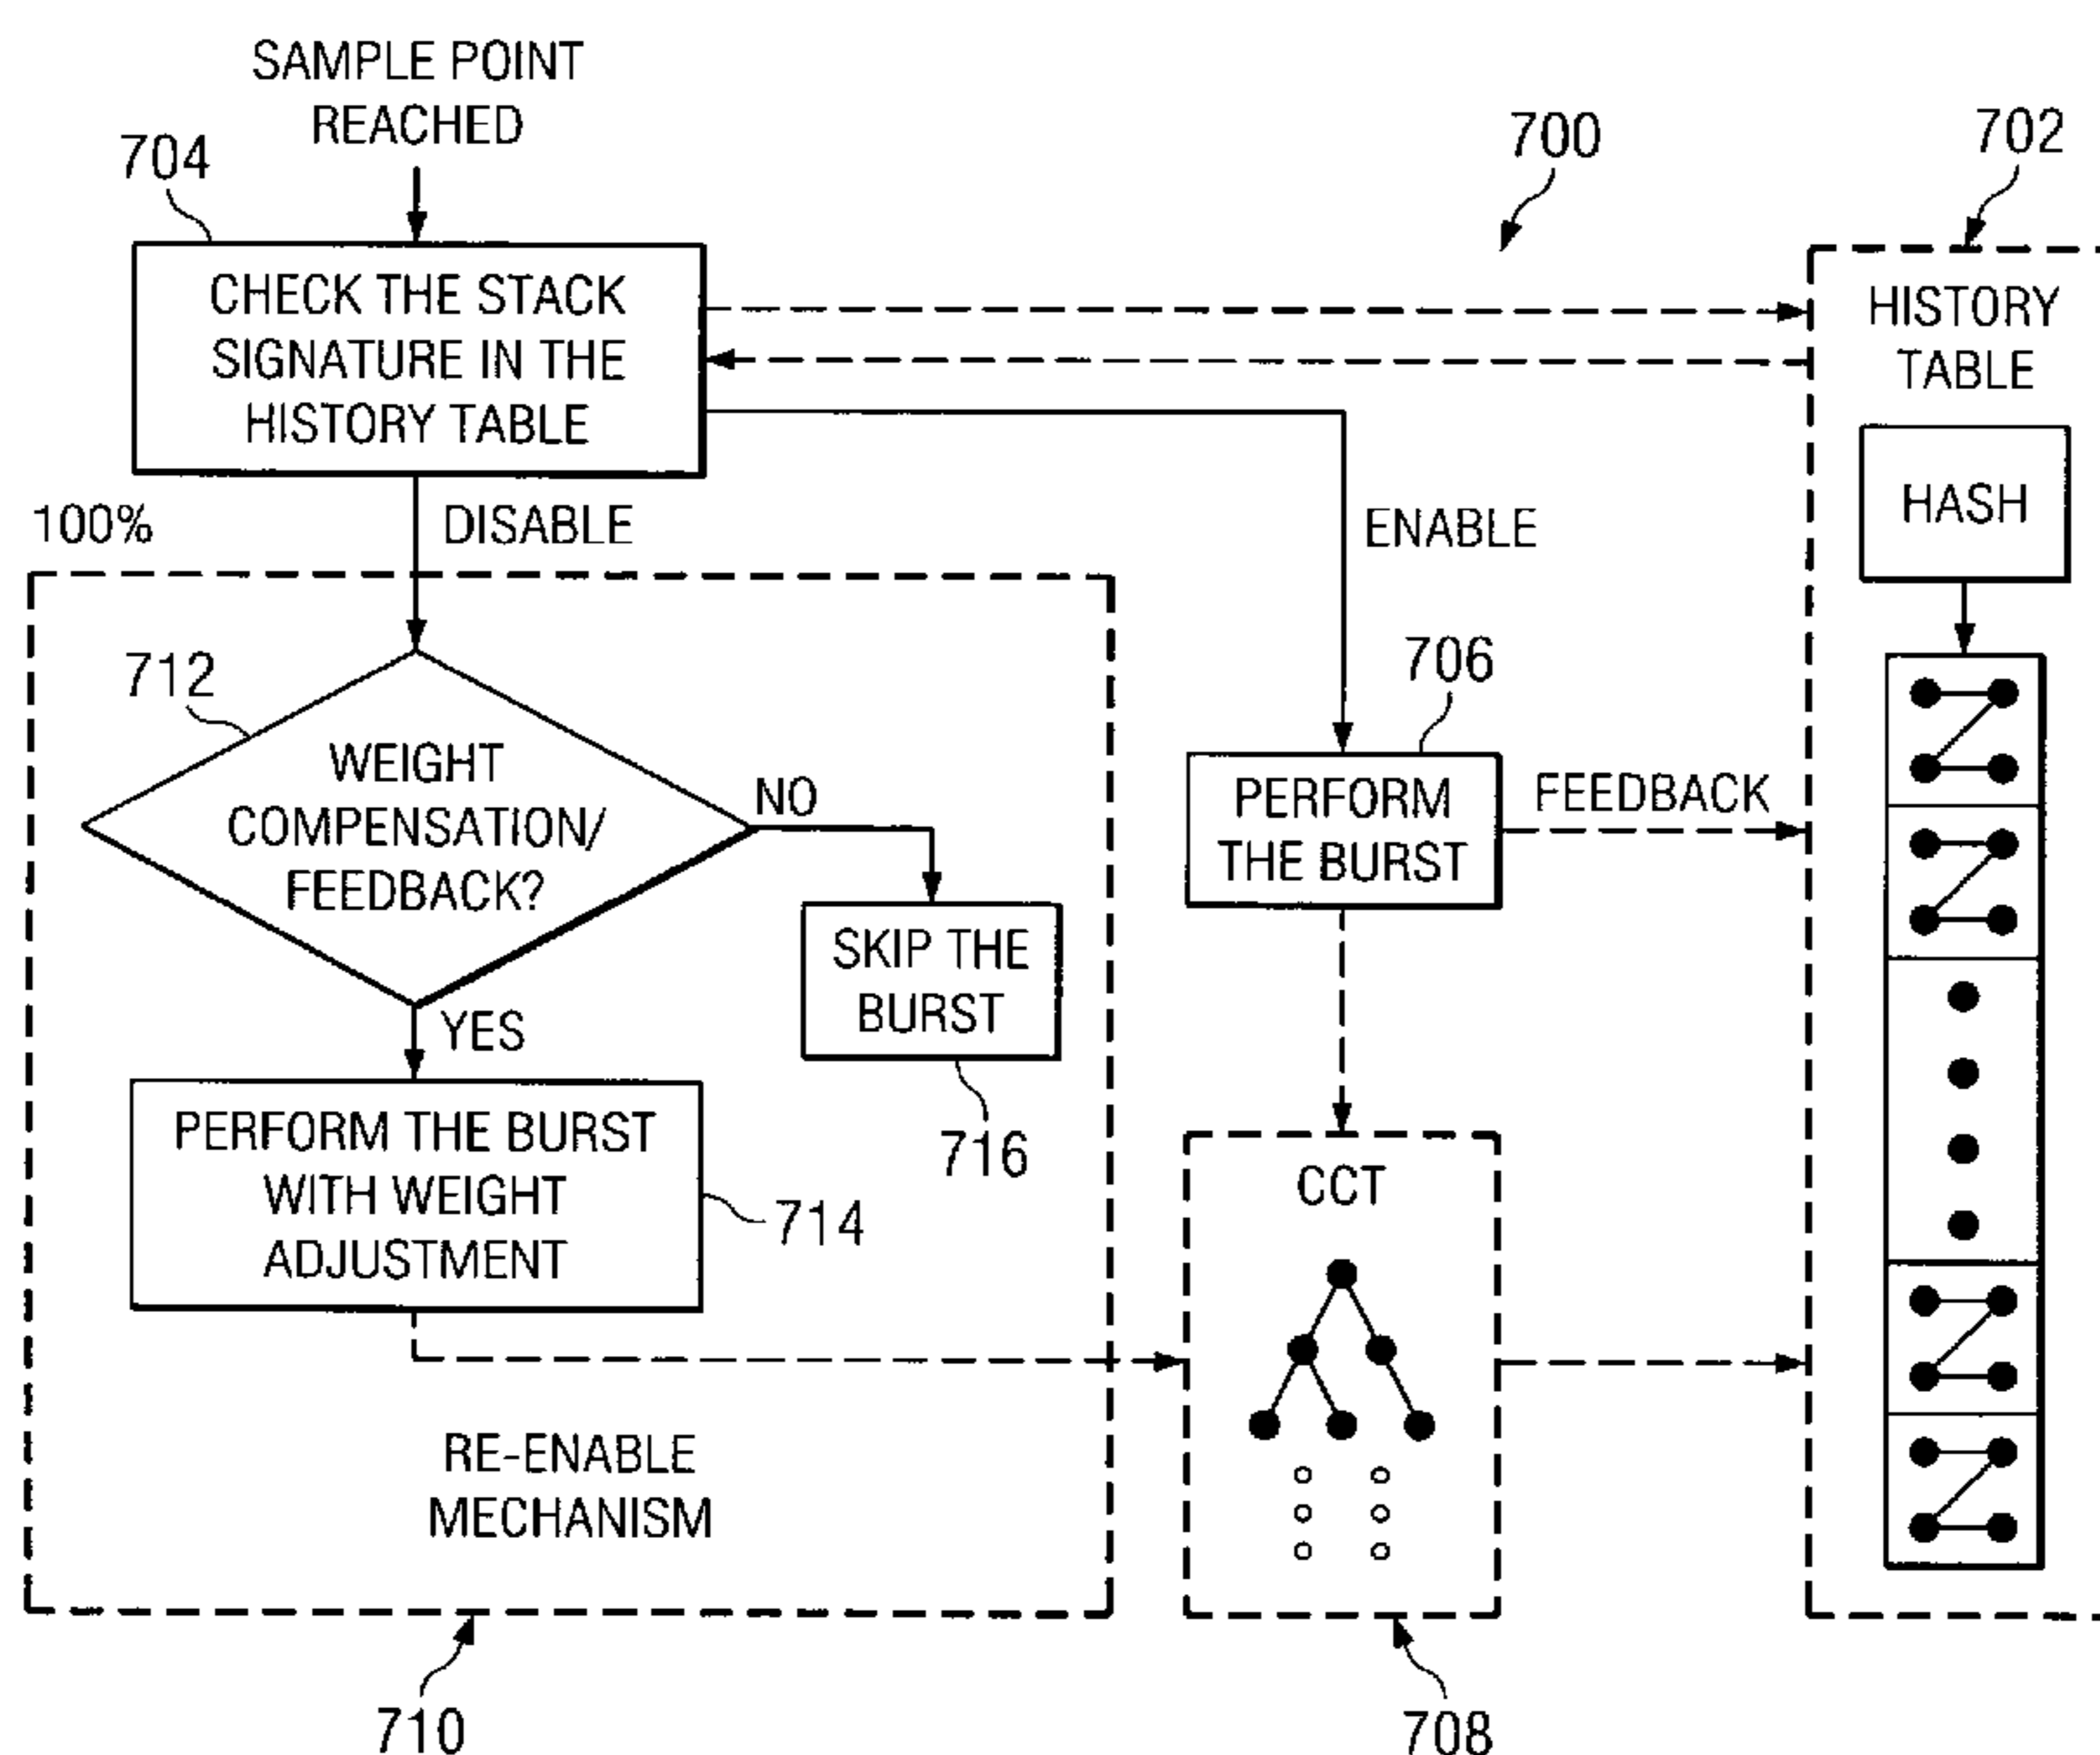 SAMPLE POINT
REACHED
704
700
702
CHECK THE STACK
SIGNATURE IN THE
HISTORY TABLE
HISTORY
TABLE
HASH
100%
DISABLE
ENABLE
712
706
WEIGHT
COMPENSATION/
FEEDBACK?
NO
PERFORM
THE BURST
FEEDBACK
SKIP THE
BURST
YES
716
PERFORM THE BURST
WITH WEIGHT
ADJUSTMENT
714
CCT
RE-ENABLE
MECHANISM
710
708